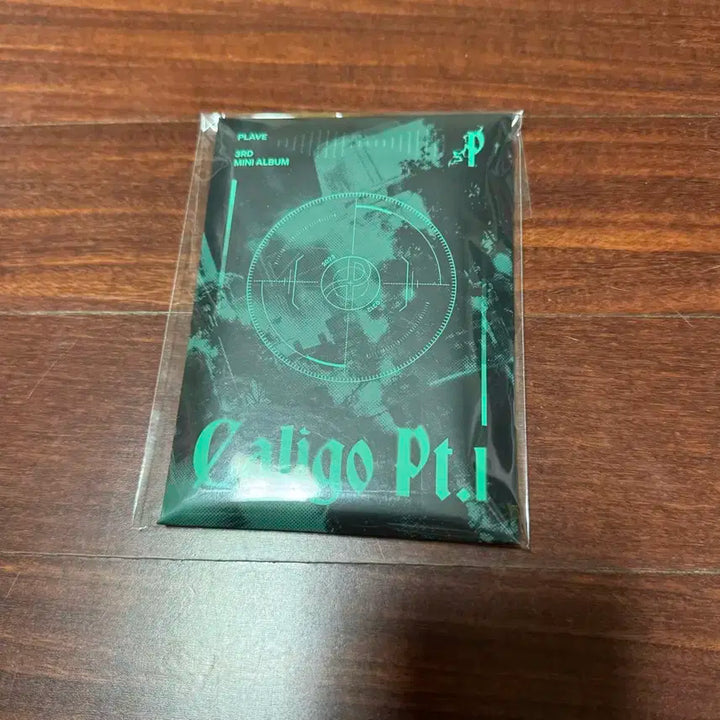 PLAVE
3RD
MINI ALBUM
P
Caligo Pt.1